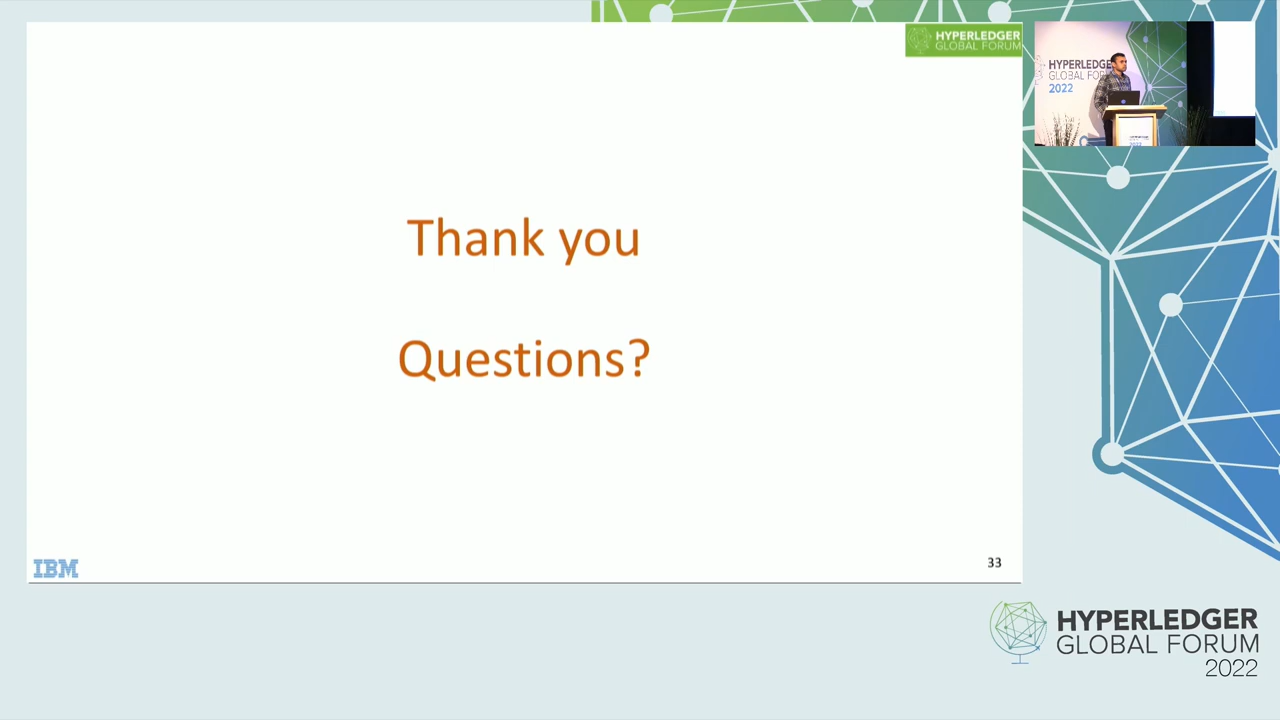 HYPERLEDGER
GLOBAL FORUM
HYPERLEDGER
GLOBAL FORUM
2022
Thank you
Questions?
IBM
33
HYPERLEDGER
GLOBAL FORUM
2022